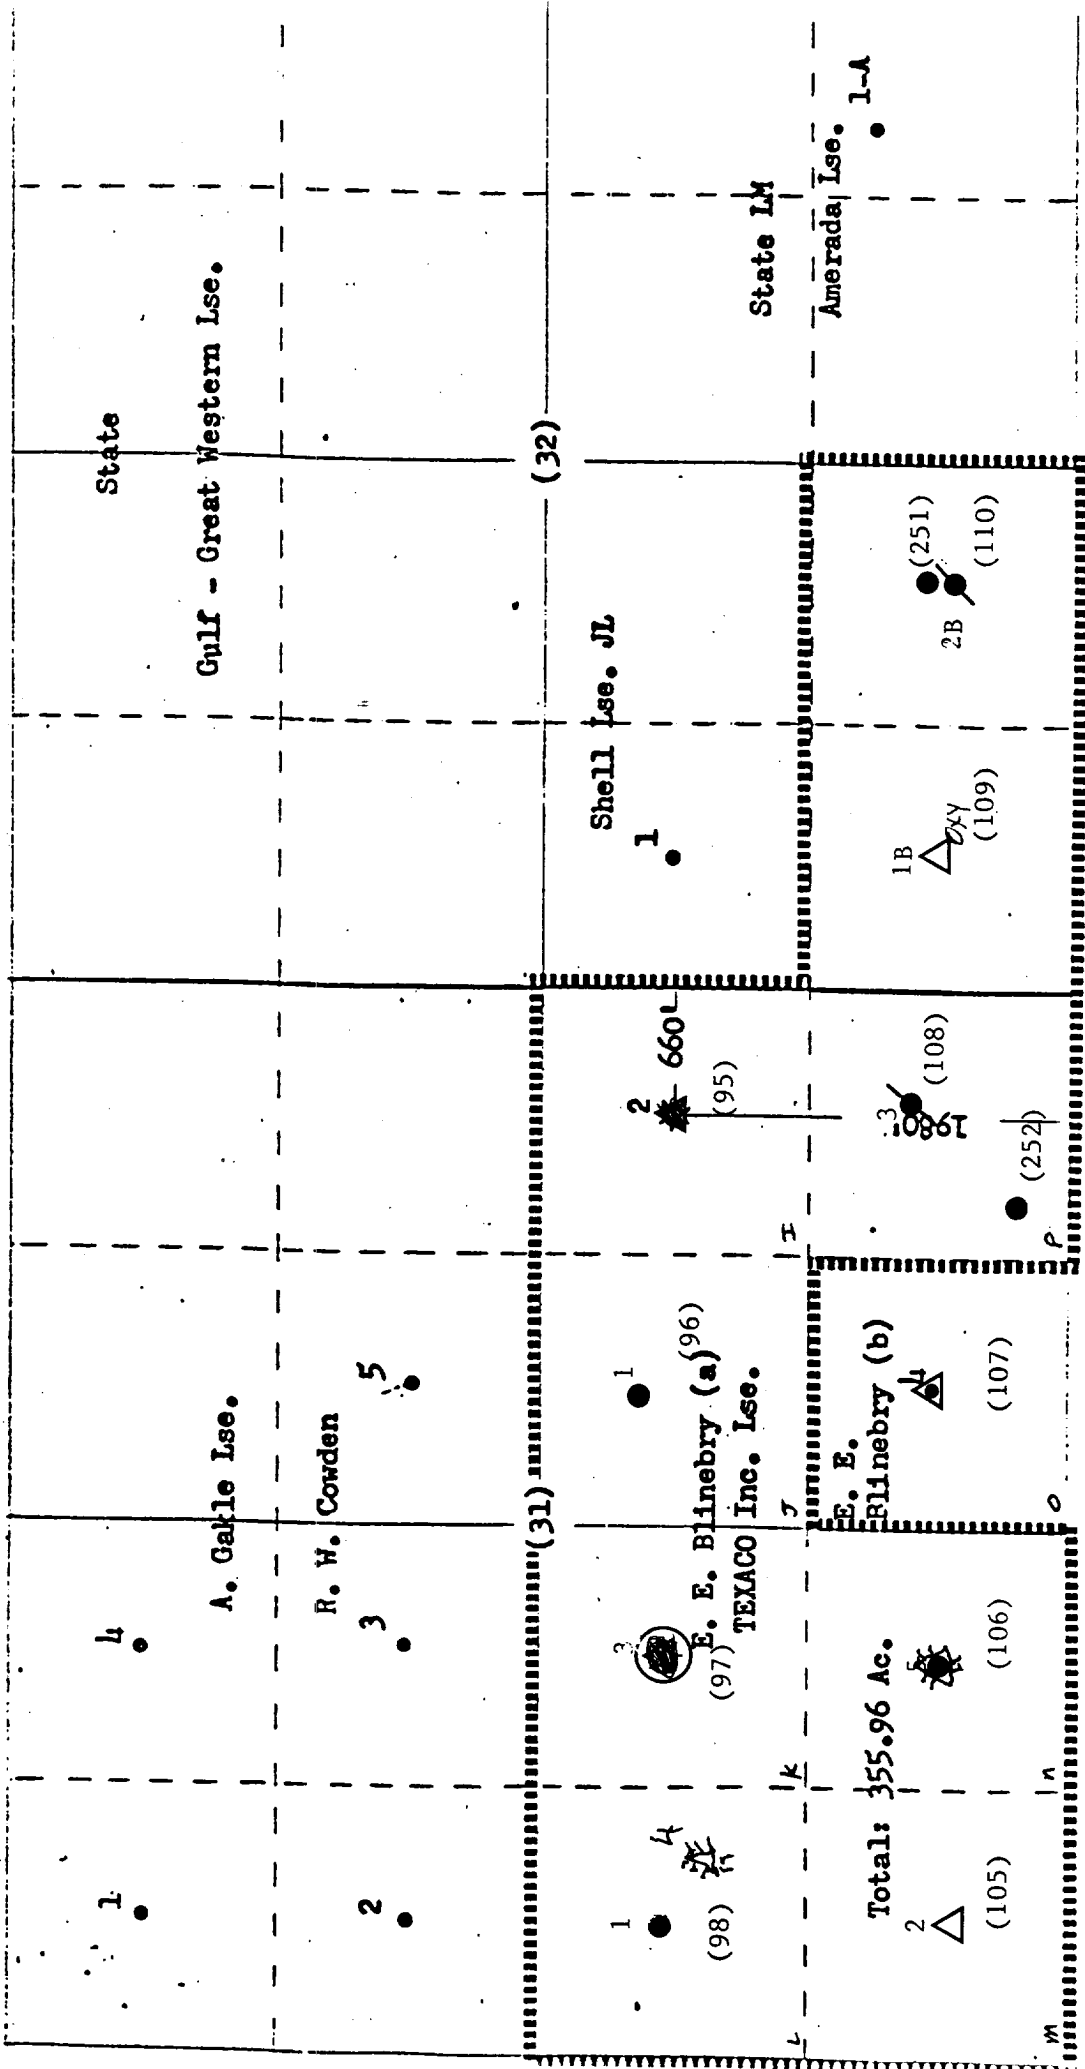 State
Gulf - Great Western Lse.
A. Gakle Lse.
R. W. Cowden
1
4
2
3
5
(31)
(32)
Shell Lse. JL
1
State LM
Amerada Lse.
1-A
1
(98)
4
3
(97)
1
(96)
2
660'
(95)
E. E. Blinebry (a)
TEXACO Inc. Lse.
L
K
J
I
Total: 355.96 Ac.
E. E.
Blinebry (b)
2
(105)
5
(106)
4
(107)
3
(108)
1980'
(252)
1B
OXY
(109)
(251)
2B
(110)
M
n
O
P